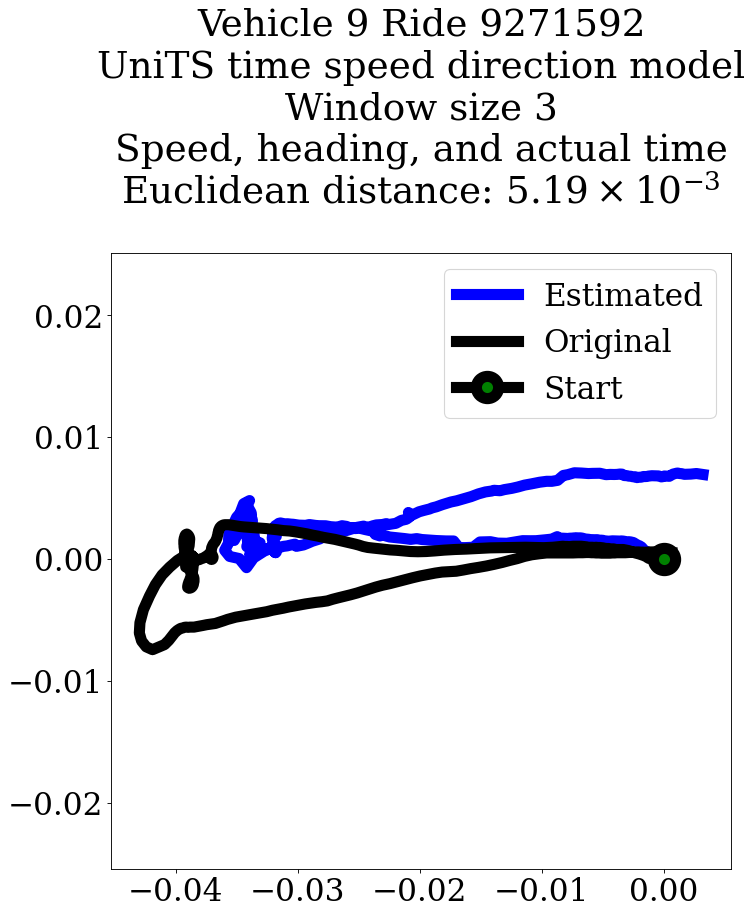 Vehicle 9 Ride 9271592
UniTS time speed direction model
Window size 3
Speed, heading, and actual time
Euclidean distance: 5.19 × 10⁻³
Estimated
Original
Start
0.02
0.01
0.00
−0.01
−0.02
−0.04 −0.03 −0.02 −0.01 0.00